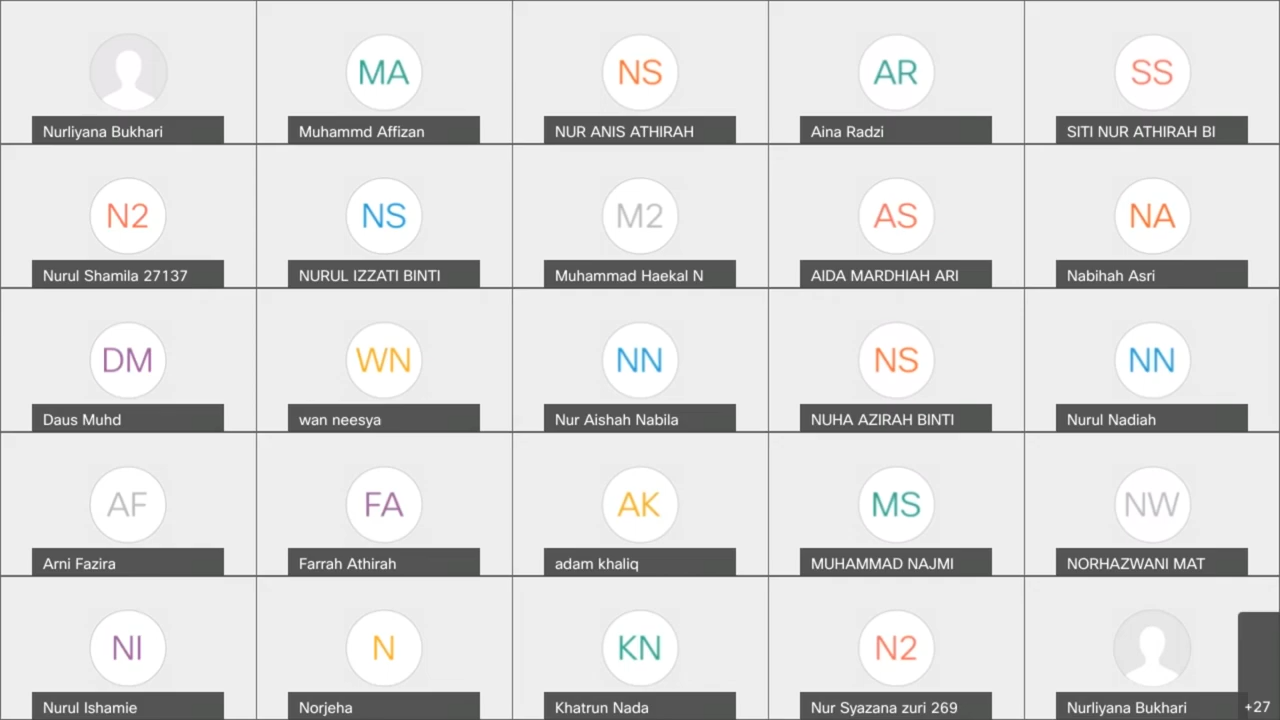 Nurliyana Bukhari
MA
Muhammd Affizan
NS
NUR ANIS ATHIRAH
AR
Aina Radzi
SS
SITI NUR ATHIRAH BI
N2
Nurul Shamila 27137
NS
NURUL IZZATI BINTI
M2
Muhammad Haekal N
AS
AIDA MARDHIAH ARI
NA
Nabihah Asri
DM
Daus Muhd
WN
wan neesya
NN
Nur Aishah Nabila
NS
NUHA AZIRAH BINTI
NN
Nurul Nadiah
AF
Arni Fazira
FA
Farrah Athirah
AK
adam khaliq
MS
MUHAMMAD NAJMI
NW
NORHAZWANI MAT
NI
Nurul Ishamie
N
Norjeha
KN
Khatrun Nada
N2
Nur Syazana zuri 269
Nurliyana Bukhari
+27